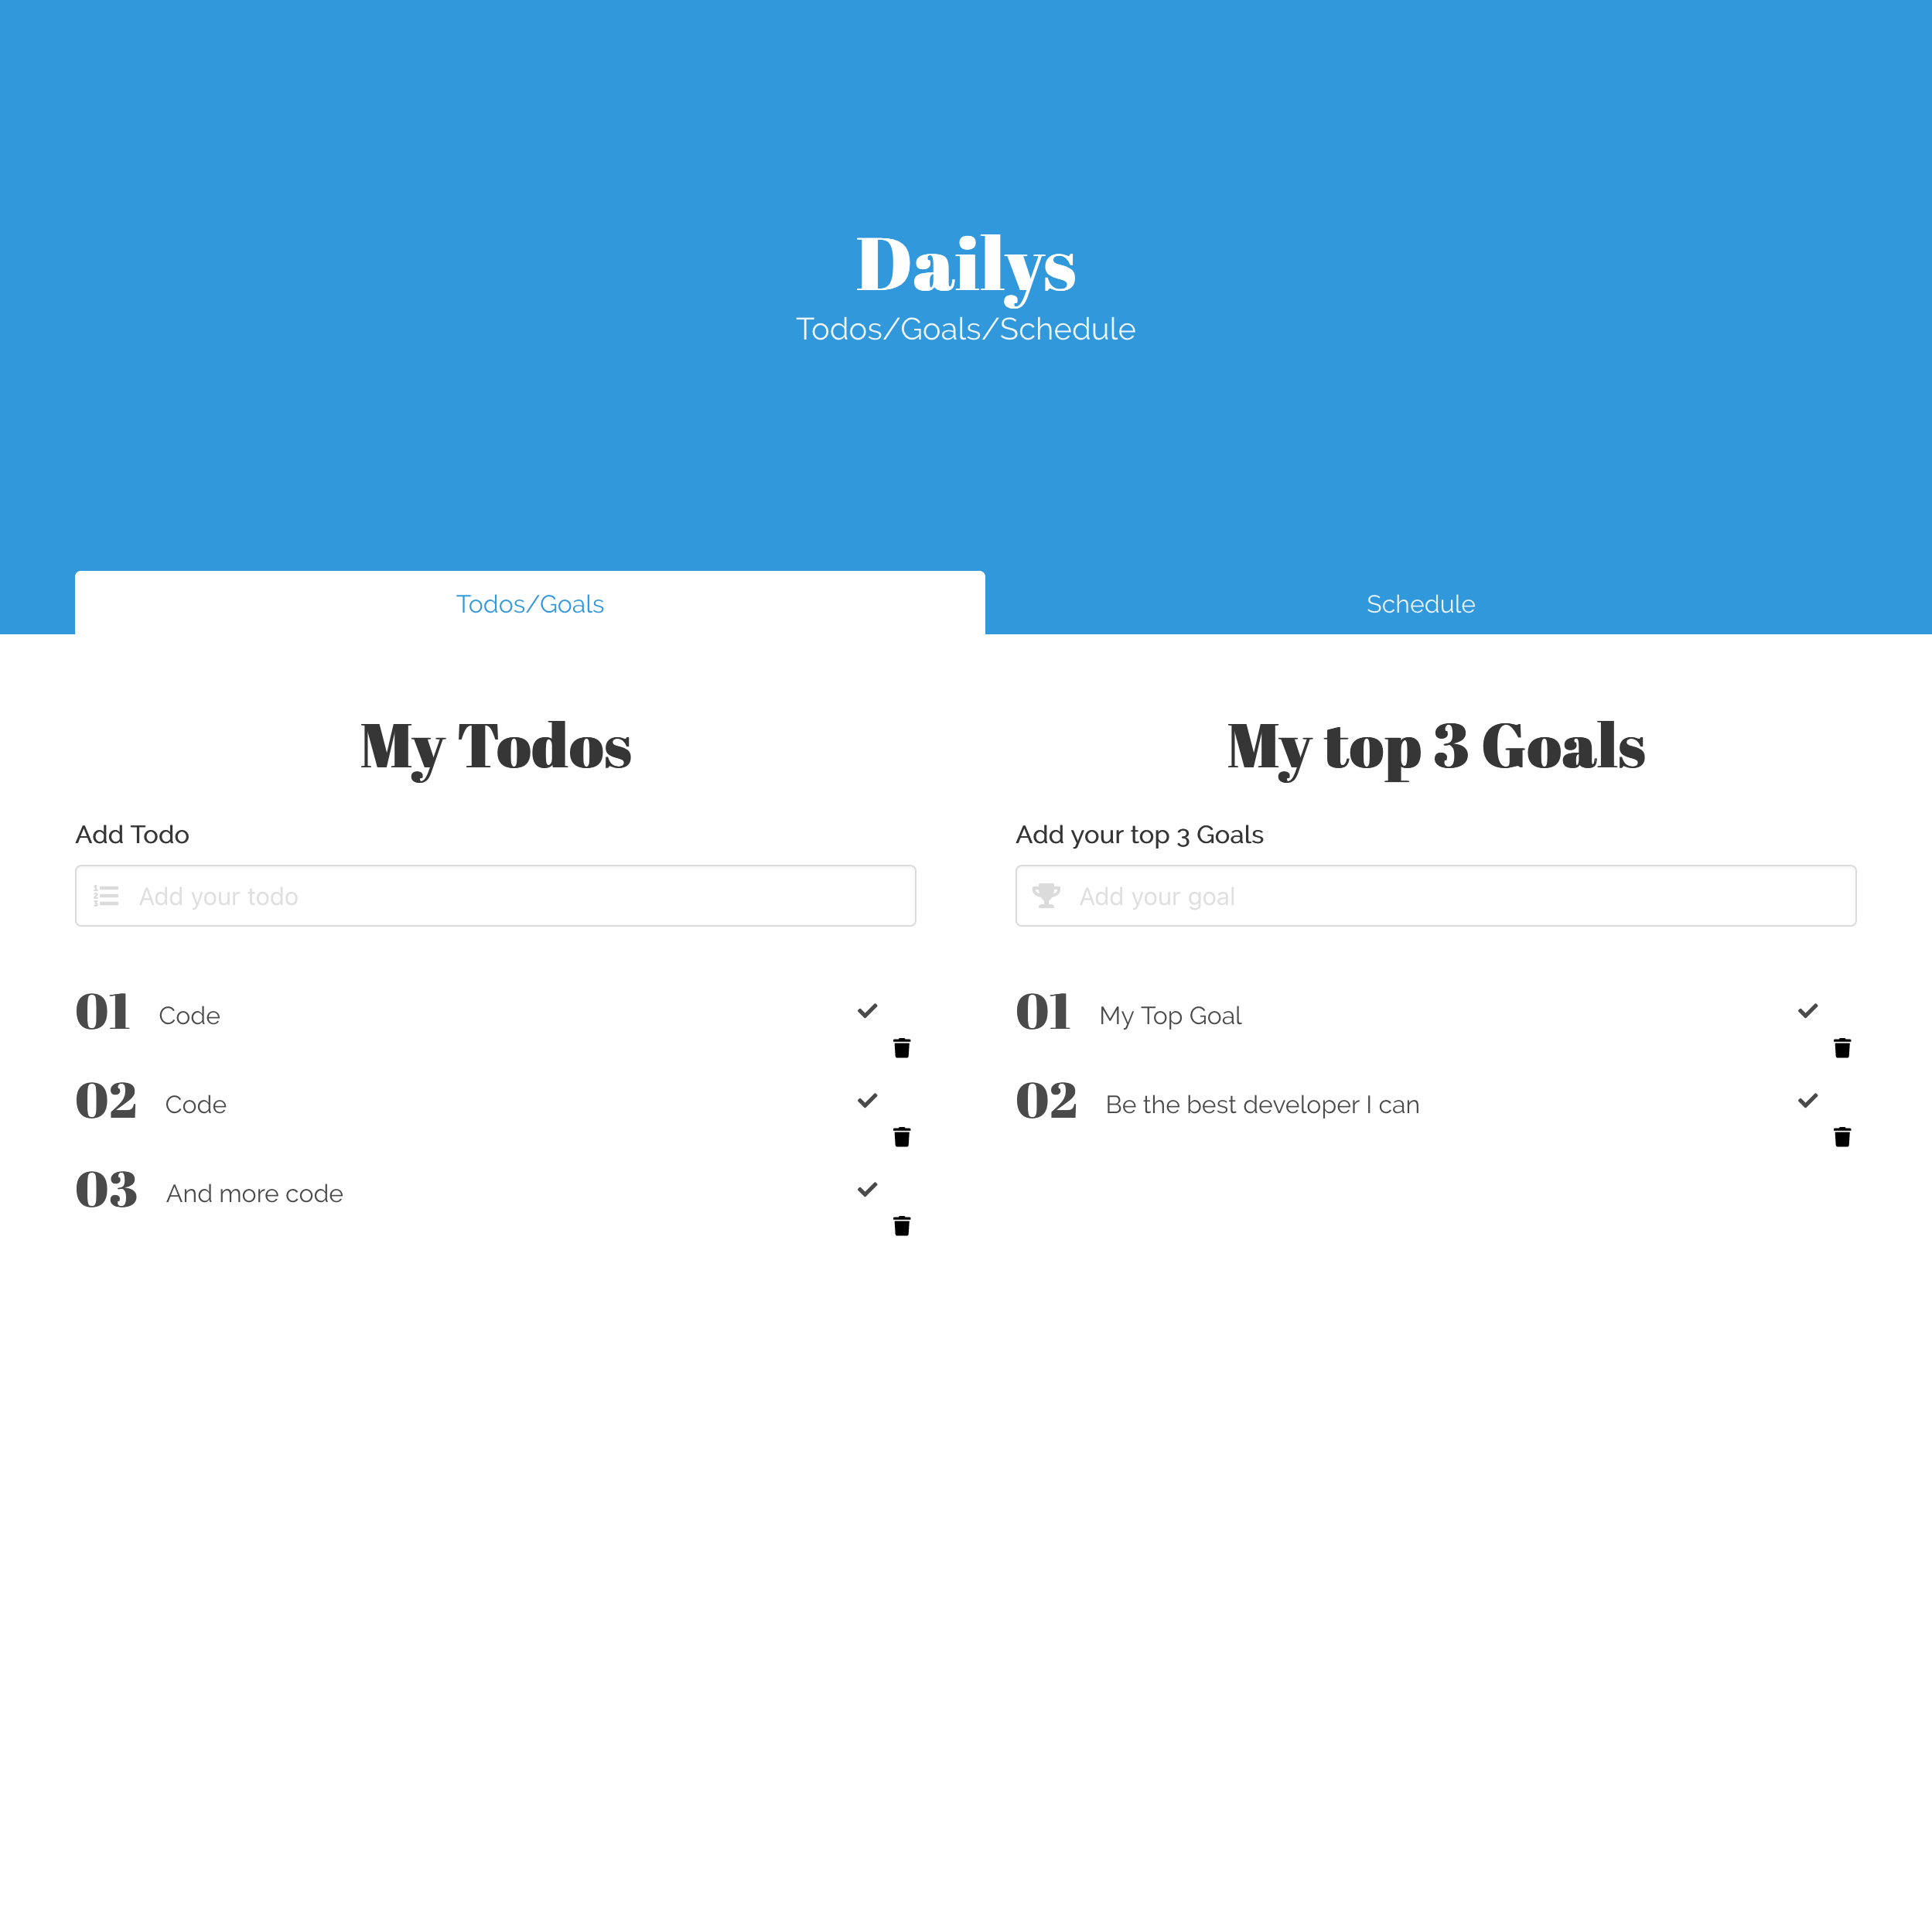 Dailys
Todos/Goals/Schedule
Todos/Goals
Schedule
My Todos
Add Todo
Add your todo
01 Code
02 Code
03 And more code
My top 3 Goals
Add your top 3 Goals
Add your goal
01 My Top Goal
02 Be the best developer I can